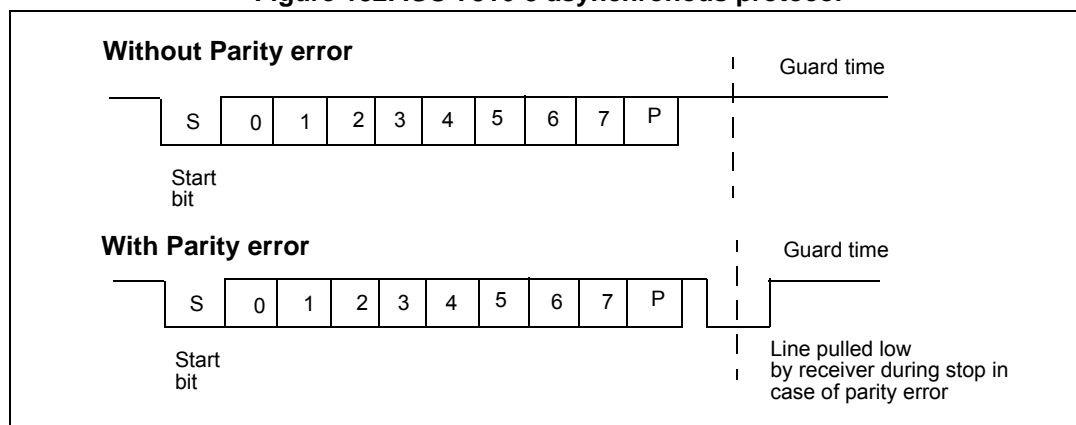 Without Parity error
Guard time
S 0 1 2 3 4 5 6 7 P
Start
bit
With Parity error
Guard time
S 0 1 2 3 4 5 6 7 P
Start
bit
Line pulled low
by receiver during stop in
case of parity error